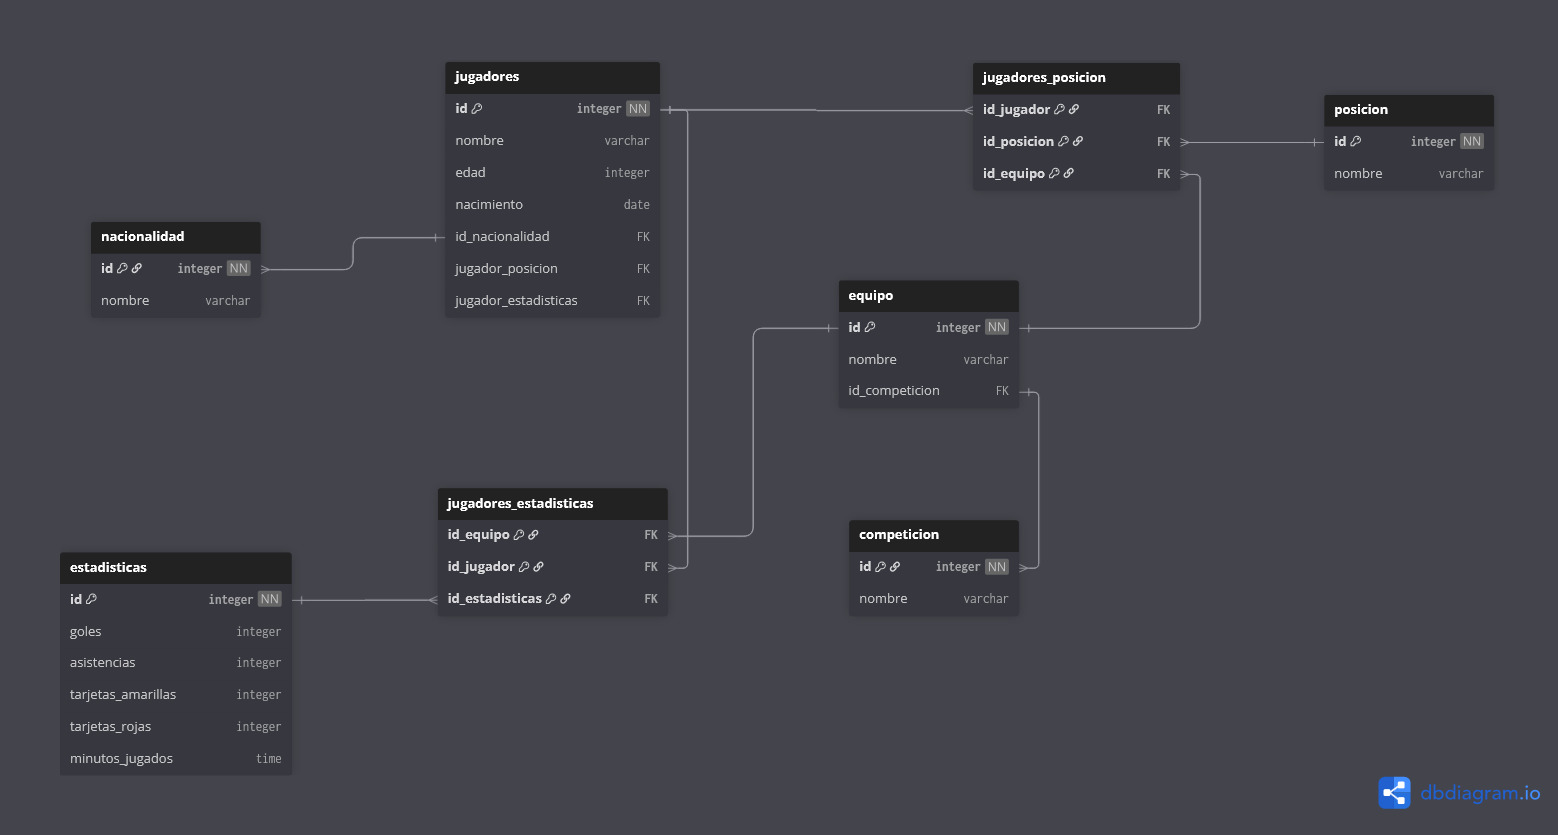 jugadores
id integer NN
nombre varchar
edad integer
nacimiento date
id_nacionalidad FK
jugador_posicion FK
jugador_estadisticas FK
jugadores_posicion
id_jugador FK
id_posicion FK
id_equipo FK
posicion
id integer NN
nombre varchar
nacionalidad
id integer NN
nombre varchar
equipo
id integer NN
nombre varchar
id_competicion FK
jugadores_estadisticas
id_equipo FK
id_jugador FK
id_estadisticas FK
competicion
id integer NN
nombre varchar
estadisticas
id integer NN
goles integer
asistencias integer
tarjetas_amarillas integer
tarjetas_rojas integer
minutos_jugados time
dbdiagram.io